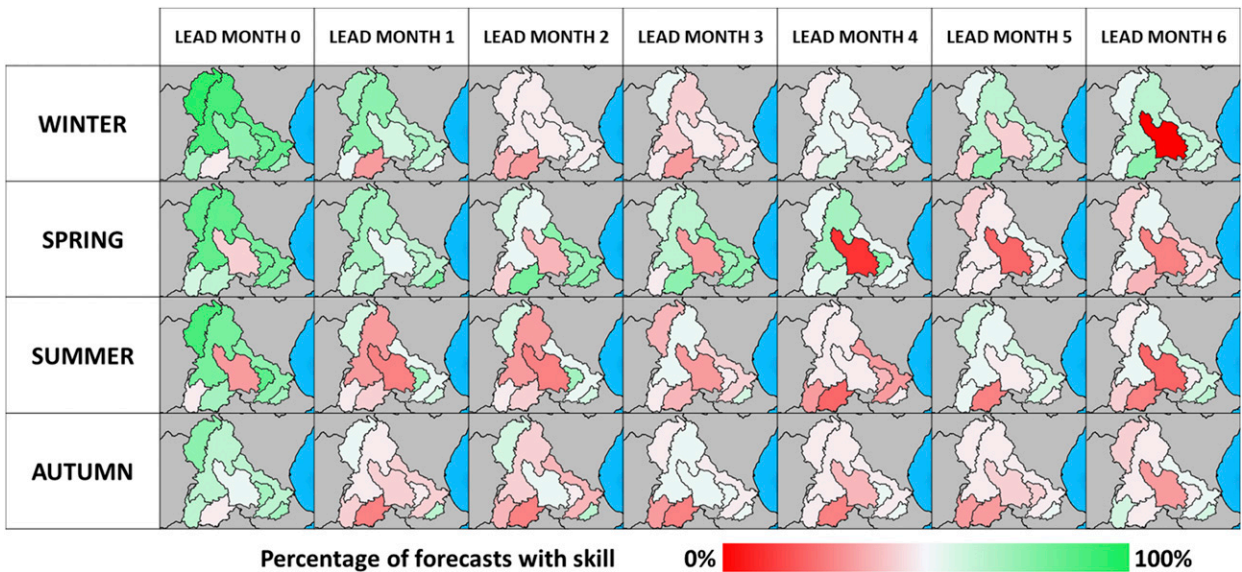 LEAD MONTH 0 LEAD MONTH 1 LEAD MONTH 2 LEAD MONTH 3 LEAD MONTH 4 LEAD MONTH 5 LEAD MONTH 6
WINTER
SPRING
SUMMER
AUTUMN
Percentage of forecasts with skill 0% 100%